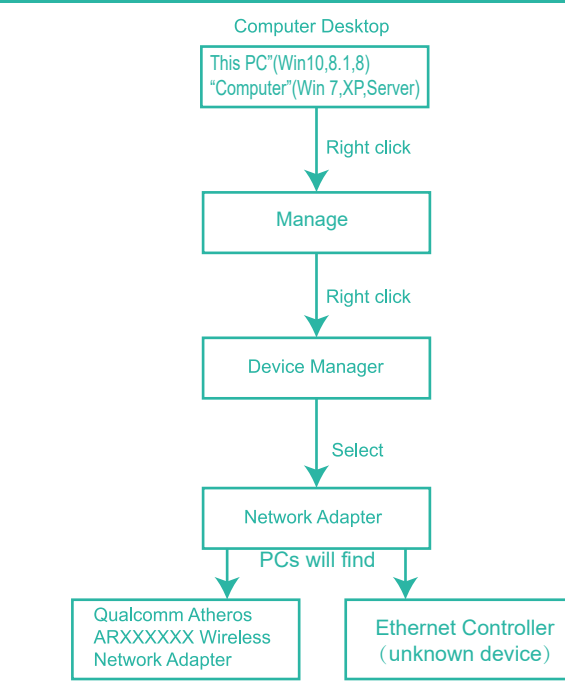 Computer Desktop
This PC”(Win10,8.1,8)
“Computer”(Win 7,XP,Server)
Right click
Manage
Right click
Device Manager
Select
Network Adapter
PCs will find
Qualcomm Atheros
ARXXXXXX Wireless
Network Adapter
Ethernet Controller
（unknown device）